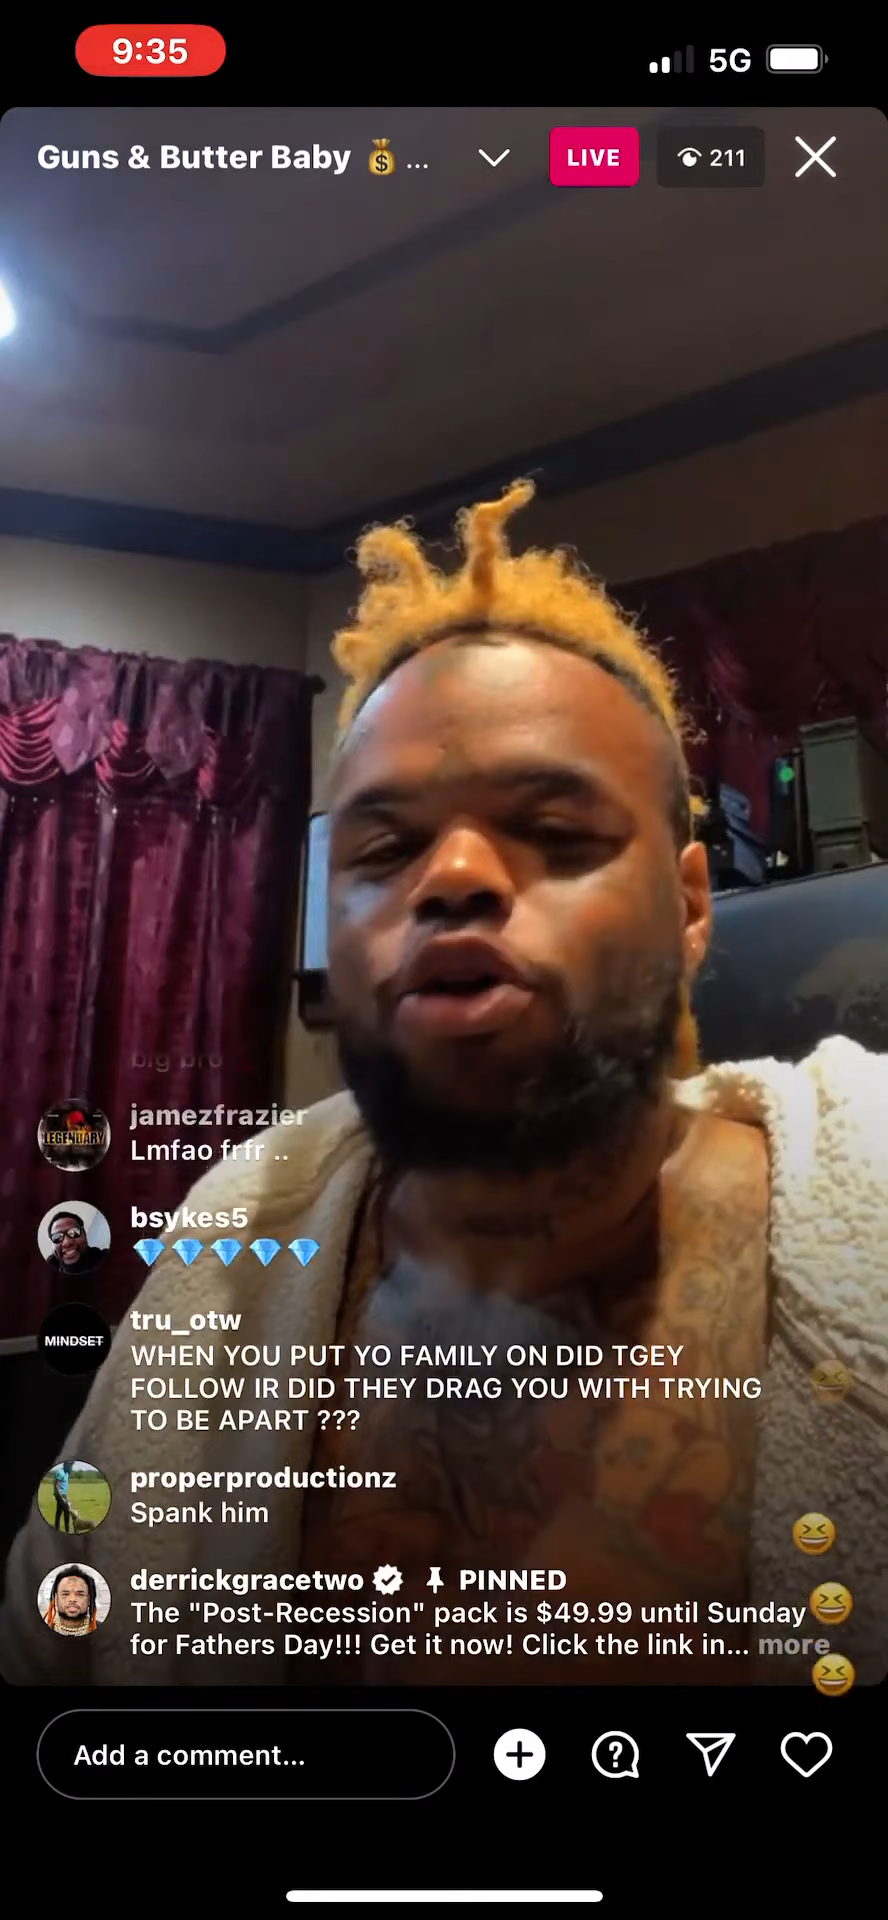 9:35
5G
Guns & Butter Baby 💰 ...
LIVE
211
big bro
jamezfrazier
Lmfao frfr ..
LEGENDARY
bsykes5
💎💎💎💎💎
tru_otw
MINDSET
WHEN YOU PUT YO FAMILY ON DID TGEY
FOLLOW IR DID THEY DRAG YOU WITH TRYING
TO BE APART ???
properproductionz
Spank him
derrickgracetwo PINNED
The "Post-Recession" pack is $49.99 until Sunday
for Fathers Day!!! Get it now! Click the link in... more
Add a comment...